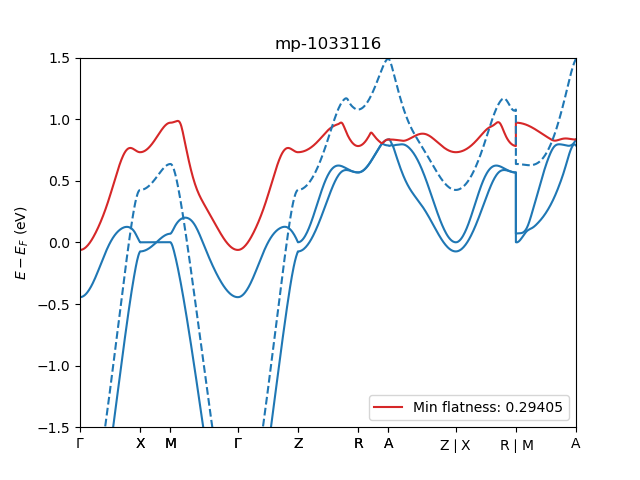 mp-1033116
E − E_F (eV)
1.5
1.0
0.5
0.0
−0.5
−1.0
−1.5
Γ X M Γ Z R A Z | X R | M A
Min flatness: 0.29405